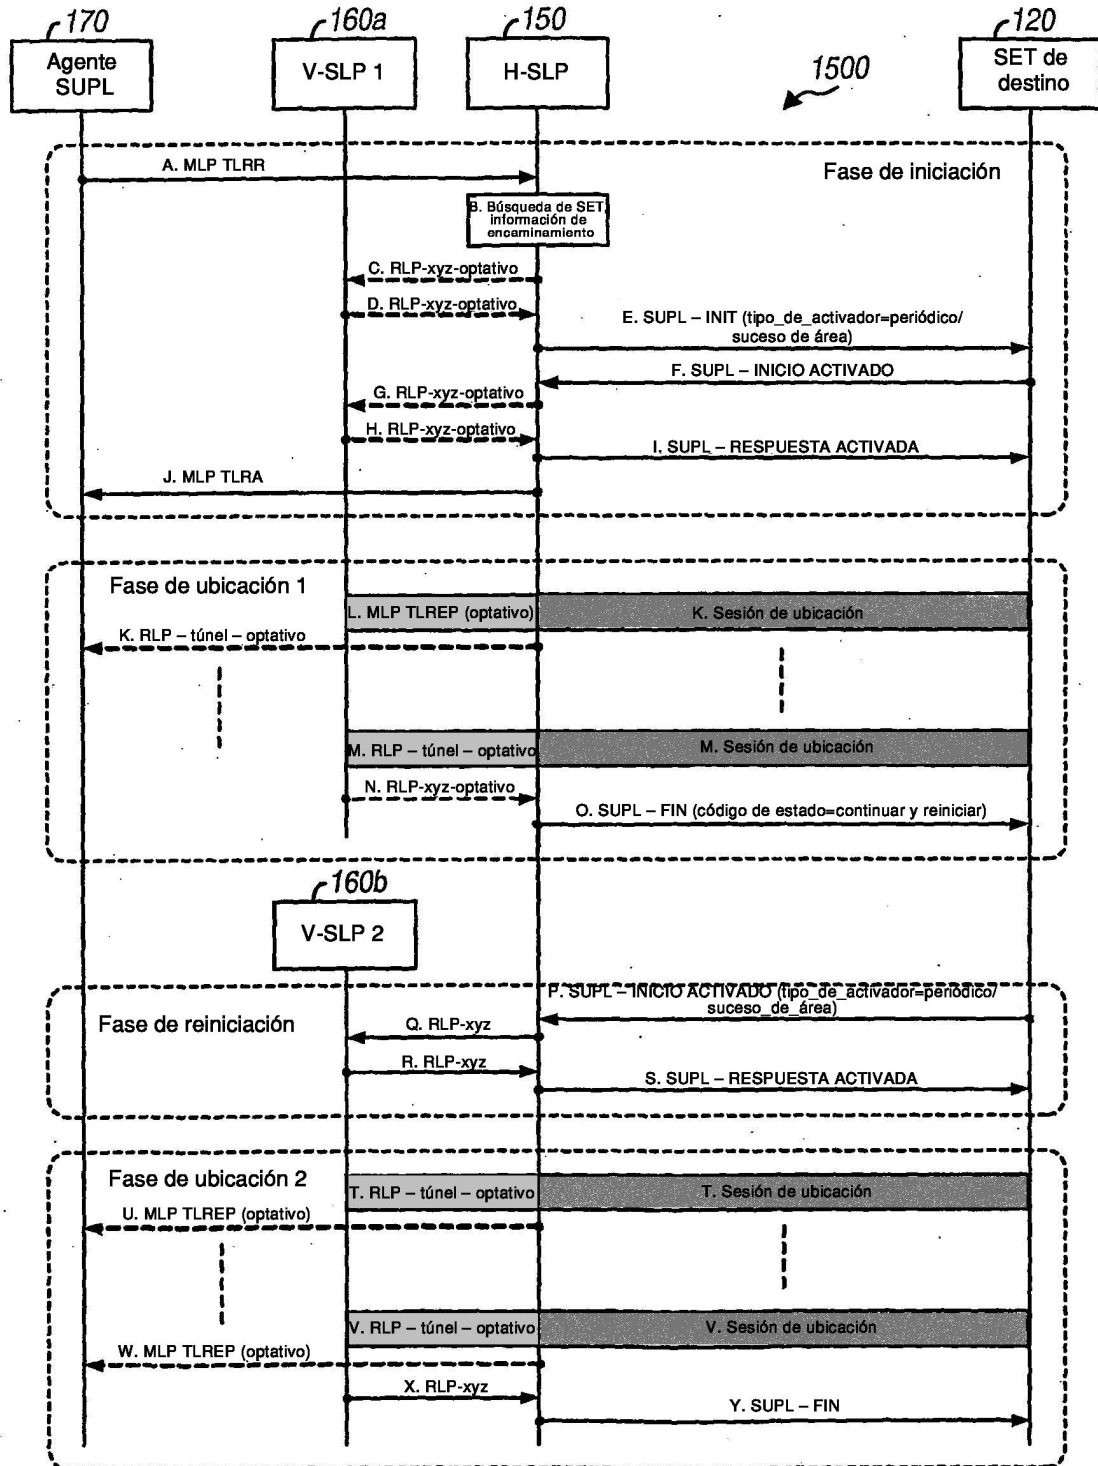 170
160a
150
120
Agente
SUPL
V-SLP 1
H-SLP
SET de
destino
1500
A. MLP TLRR
Fase de iniciación
B. Búsqueda de SET,
información de
encaminamiento
C. RLP-xyz-optativo
D. RLP-xyz-optativo
E. SUPL – INIT (tipo_de_activador=periódico/
suceso de área)
F. SUPL – INICIO ACTIVADO
G. RLP-xyz-optativo
H. RLP-xyz-optativo
I. SUPL – RESPUESTA ACTIVADA
J. MLP TLRA
Fase de ubicación 1
L. MLP TLREP (optativo)
K. Sesión de ubicación
K. RLP – túnel – optativo
M. RLP – túnel – optativo
M. Sesión de ubicación
N. RLP-xyz-optativo
O. SUPL – FIN (código de estado=continuar y reiniciar)
160b
V-SLP 2
P. SUPL – INICIO ACTIVADO (tipo_de_activador=periódico/
suceso_de_área)
Fase de reiniciación
Q. RLP-xyz
R. RLP-xyz
S. SUPL – RESPUESTA ACTIVADA
Fase de ubicación 2
T. RLP – túnel – optativo
T. Sesión de ubicación
U. MLP TLREP (optativo)
V. RLP – túnel – optativo
V. Sesión de ubicación
W. MLP TLREP (optativo)
X. RLP-xyz
Y. SUPL – FIN